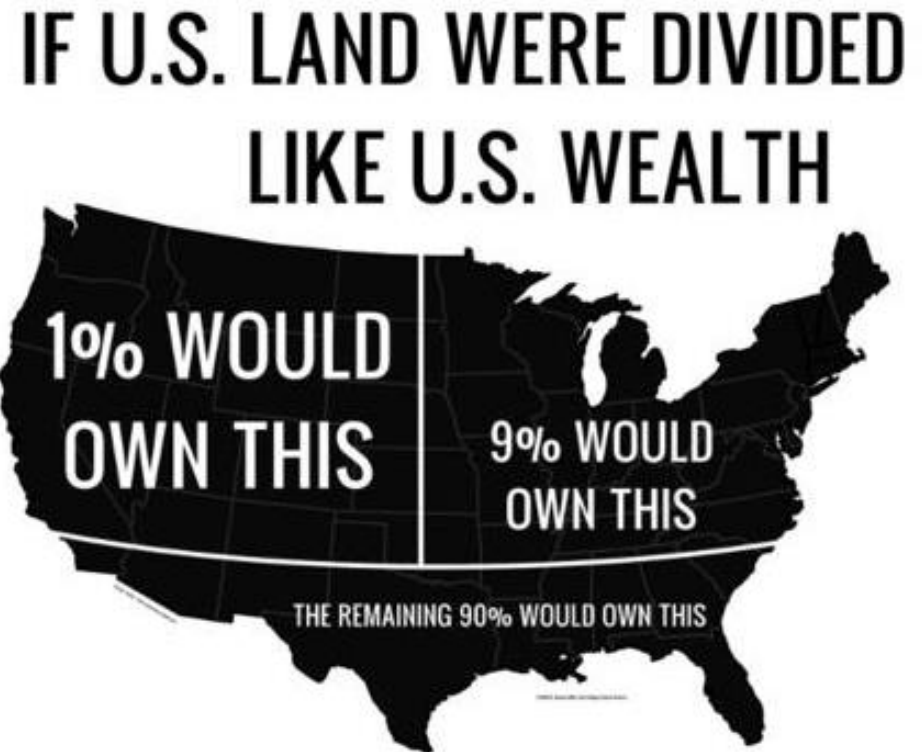 IF U.S. LAND WERE DIVIDED
LIKE U.S. WEALTH
1% WOULD
OWN THIS
9% WOULD
OWN THIS
THE REMAINING 90% WOULD OWN THIS